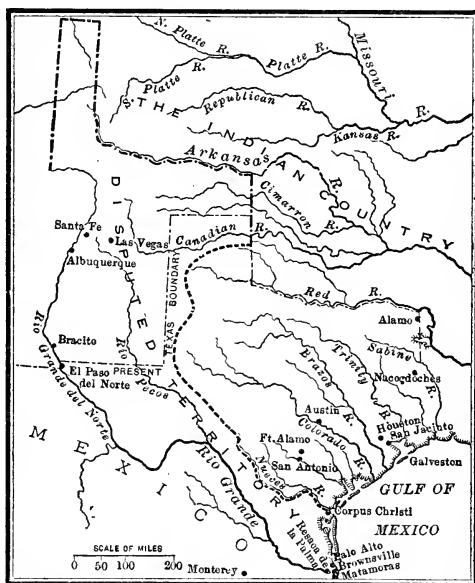 N. Platte R.
Platte R.
Missouri R.
S. Platte R.
Republican R.
Kansas R.
THE INDIAN COUNTRY
Arkansas R.
Cimarron R.
DISPUTED TERRITORY
Santa Fe
Las Vegas
Canadian R.
Albuquerque
TEXAS BOUNDARY
PRESENT
Red R.
Alamo
Rio Grande del Norte
Bracito
El Paso
del Norte
Rio Pecos
Brazos R.
Trinity R.
Sabine R.
Nacogdoches
Austin
Colorado R.
Houston
San Jacinto
Ft. Alamo
San Antonio
Galveston
MEXICO
Rio Grande
Nueces R.
GULF OF
MEXICO
Corpus Christi
Resaca de
la Palma
Palo Alto
Brownsville
Matamoras
Monterey
SCALE OF MILES
0 50 100 200